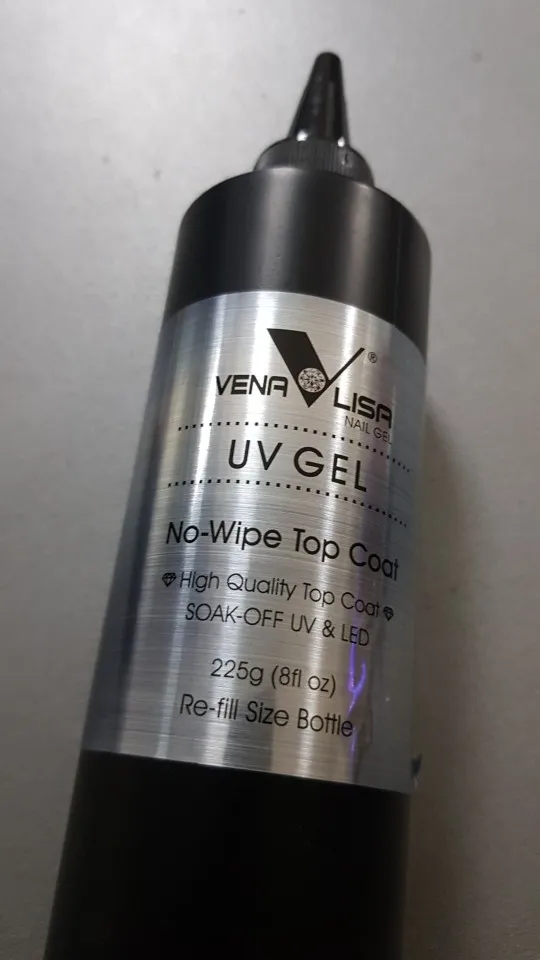 VENA LISA ®
NAIL GEL
UV GEL
No-Wipe Top Coat
High Quality Top Coat
SOAK-OFF UV & LED
225g (8fl oz)
Re-fill Size Bottle